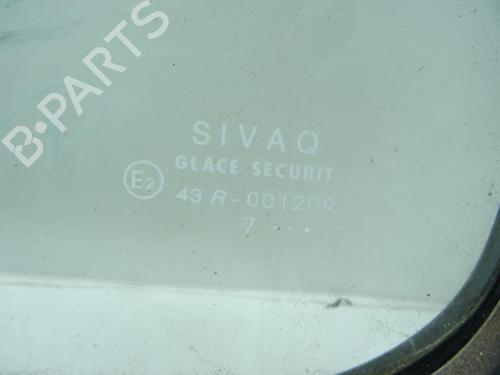 B-PARTS
SIVAQ
GLACE SECURIT
E2 43 R-001209
7 ...